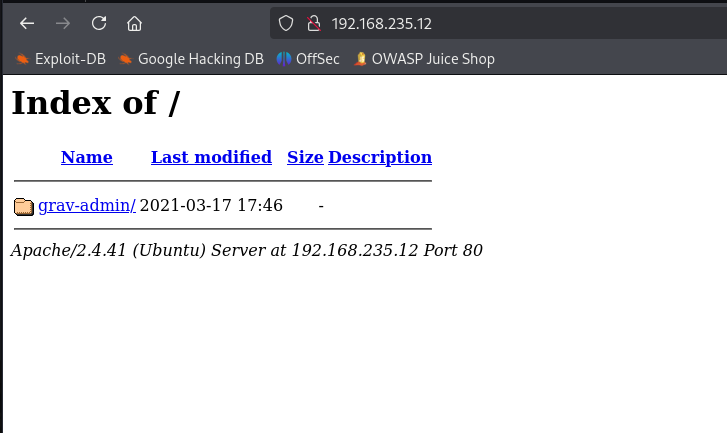 192.168.235.12
Exploit-DB Google Hacking DB OffSec OWASP Juice Shop
Index of /
Name Last modified Size Description
grav-admin/ 2021-03-17 17:46 -
Apache/2.4.41 (Ubuntu) Server at 192.168.235.12 Port 80